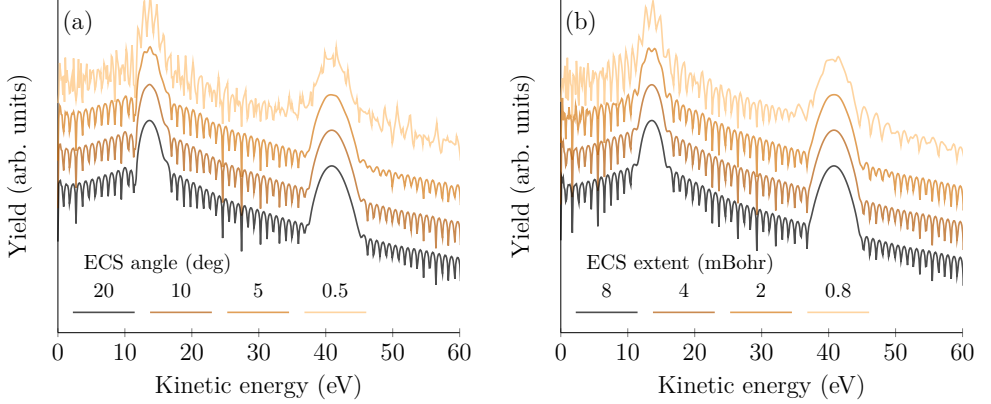 (a)
Yield (arb. units)
ECS angle (deg)
20 10 5 0.5
0 10 20 30 40 50 60
Kinetic energy (eV)
(b)
Yield (arb. units)
ECS extent (mBohr)
8 4 2 0.8
0 10 20 30 40 50 60
Kinetic energy (eV)